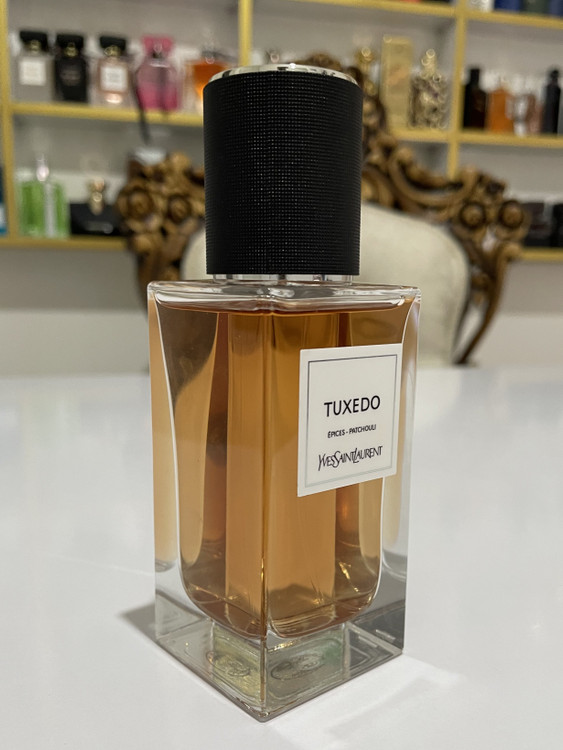 TUXEDO
ÉPICES - PATCHOULI
YVESSAINTLAURENT